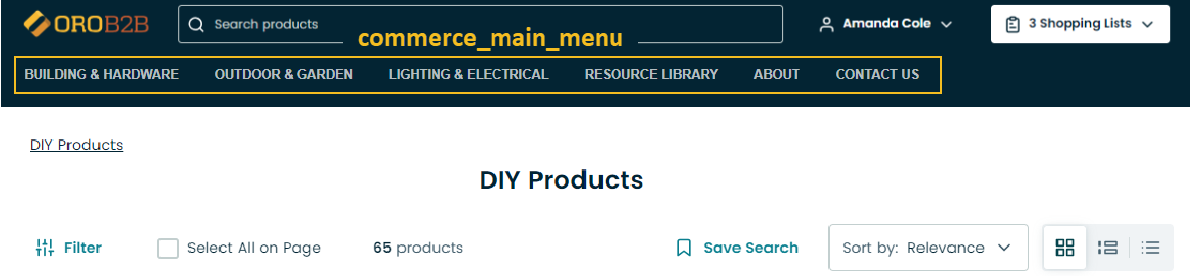 OROB2B
Search products
Amanda Cole
3 Shopping Lists
commerce_main_menu
BUILDING & HARDWARE OUTDOOR & GARDEN LIGHTING & ELECTRICAL RESOURCE LIBRARY ABOUT CONTACT US
DIY Products
DIY Products
Filter Select All on Page 65 products Save Search Sort by: Relevance